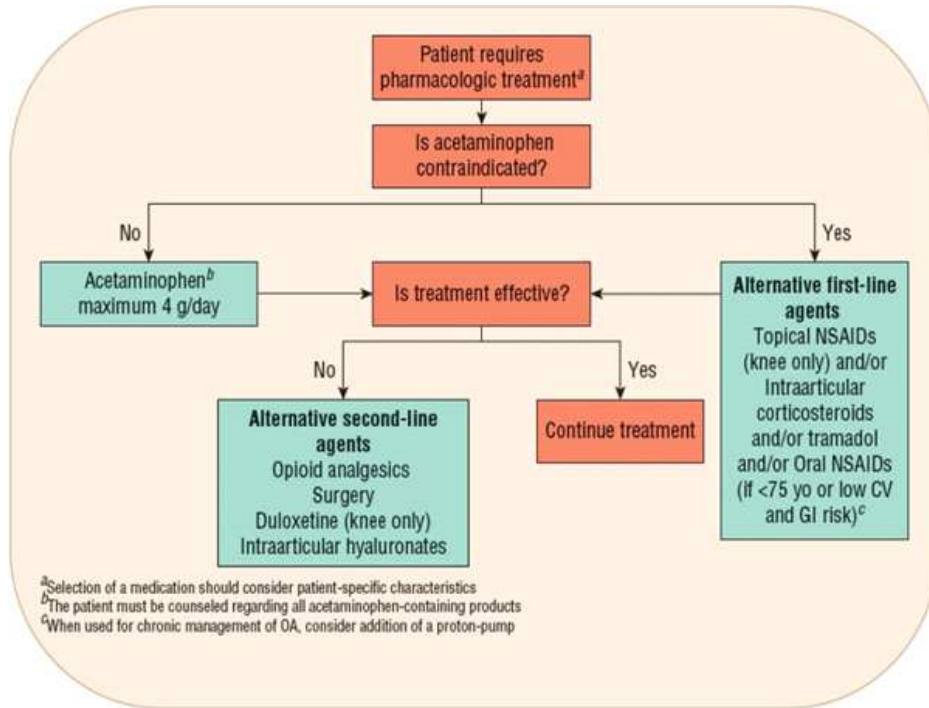 Patient requires
pharmacologic treatmentᵃ
Is acetaminophen
contraindicated?
No
Yes
Acetaminophenᵇ
maximum 4 g/day
Is treatment effective?
Alternative first-line
agents
Topical NSAIDs
(knee only) and/or
Intraarticular
corticosteroids
and/or tramadol
and/or Oral NSAIDs
(if <75 yo or low CV
and GI risk)ᶜ
No
Yes
Alternative second-line
agents
Opioid analgesics
Surgery
Duloxetine (knee only)
Intraarticular hyaluronates
Continue treatment
ᵃSelection of a medication should consider patient-specific characteristics
ᵇThe patient must be counseled regarding all acetaminophen-containing products
ᶜWhen used for chronic management of OA, consider addition of a proton-pump